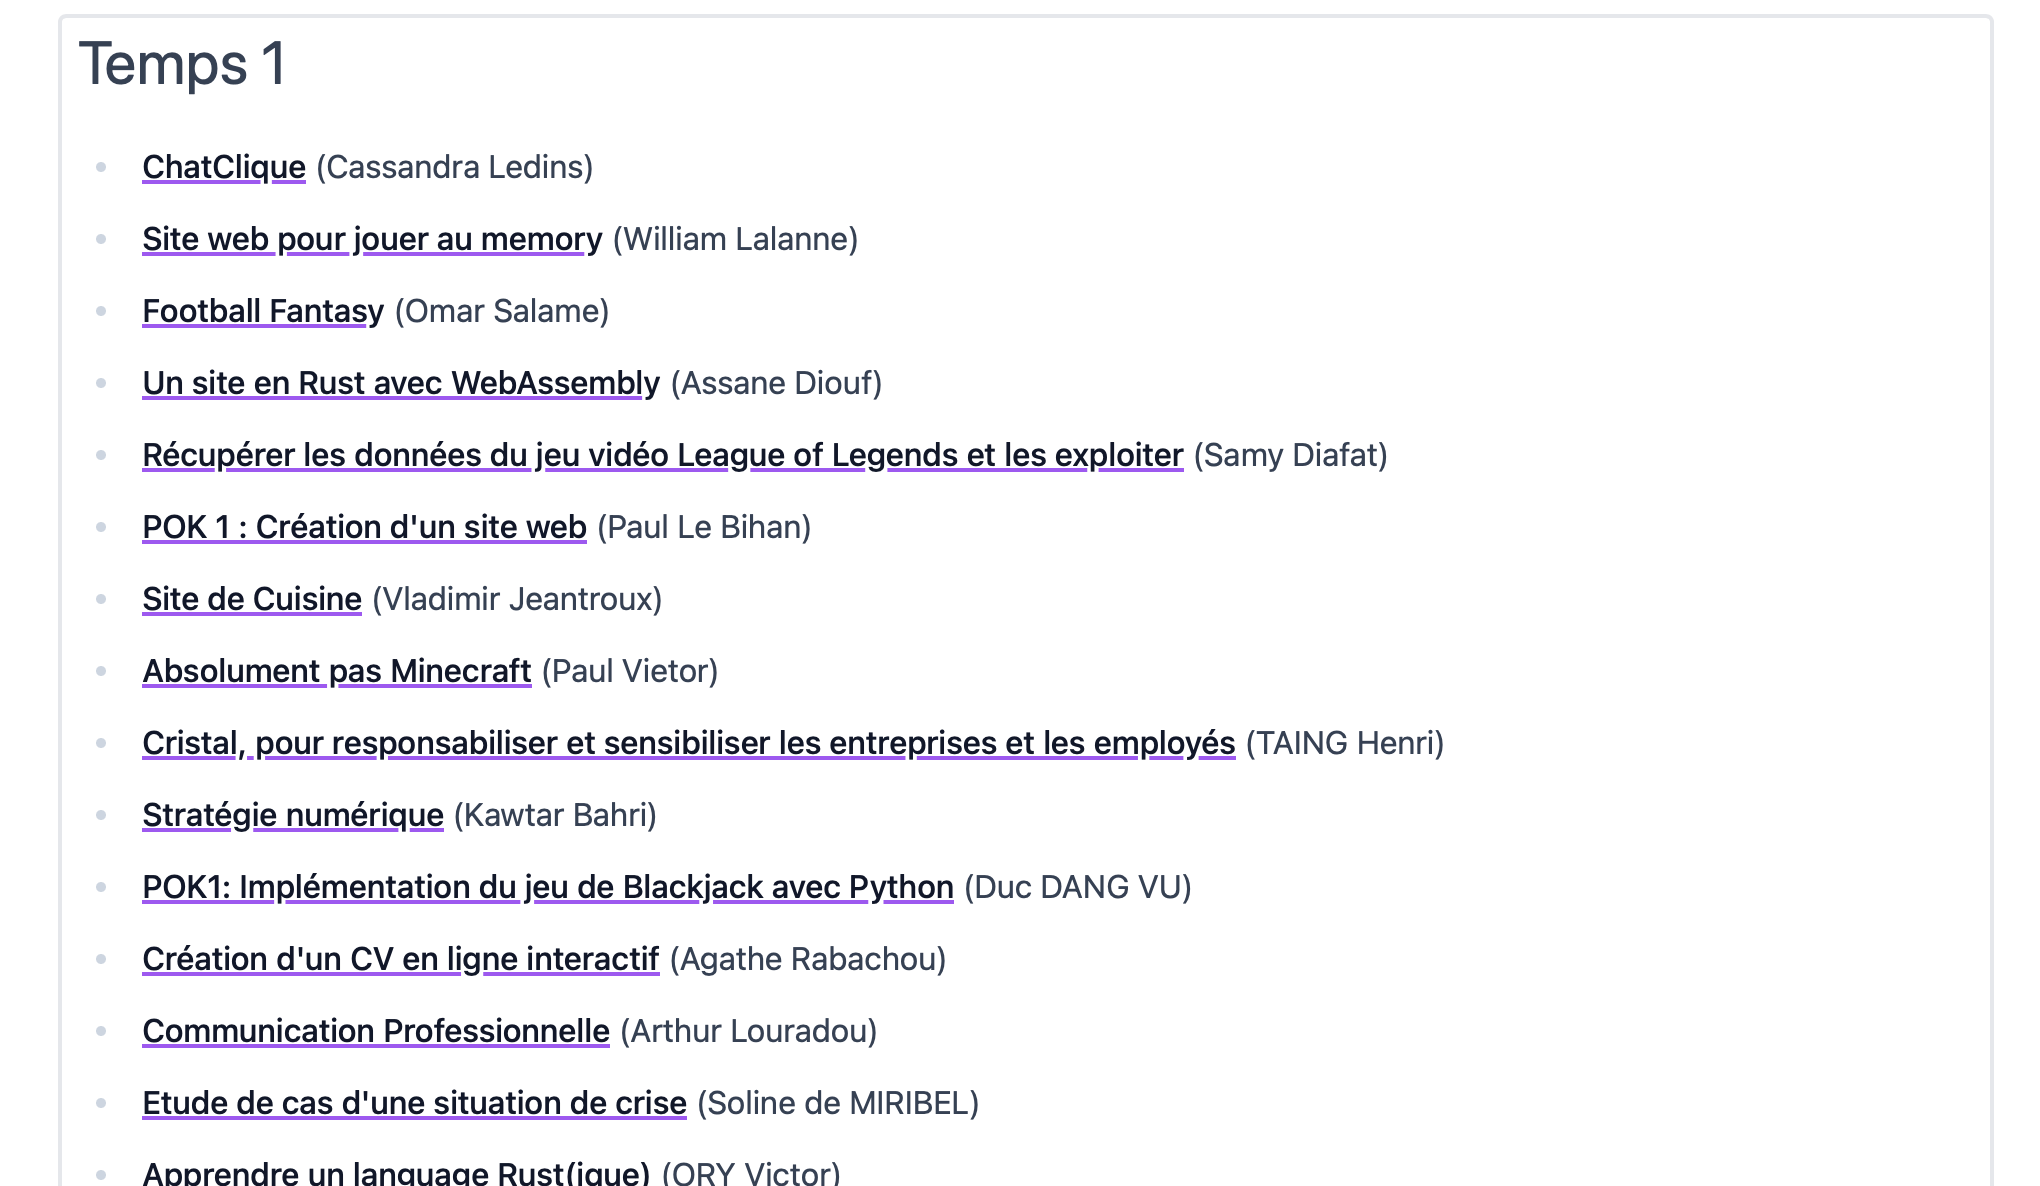 Temps 1
ChatClique (Cassandra Ledins)
Site web pour jouer au memory (William Lalanne)
Football Fantasy (Omar Salame)
Un site en Rust avec WebAssembly (Assane Diouf)
Récupérer les données du jeu vidéo League of Legends et les exploiter (Samy Diafat)
POK 1 : Création d'un site web (Paul Le Bihan)
Site de Cuisine (Vladimir Jeantroux)
Absolument pas Minecraft (Paul Vietor)
Cristal, pour responsabiliser et sensibiliser les entreprises et les employés (TAING Henri)
Stratégie numérique (Kawtar Bahri)
POK1: Implémentation du jeu de Blackjack avec Python (Duc DANG VU)
Création d'un CV en ligne interactif (Agathe Rabachou)
Communication Professionnelle (Arthur Louradou)
Etude de cas d'une situation de crise (Soline de MIRIBEL)
Apprendre un language Rust(ique) (ORY Victor)